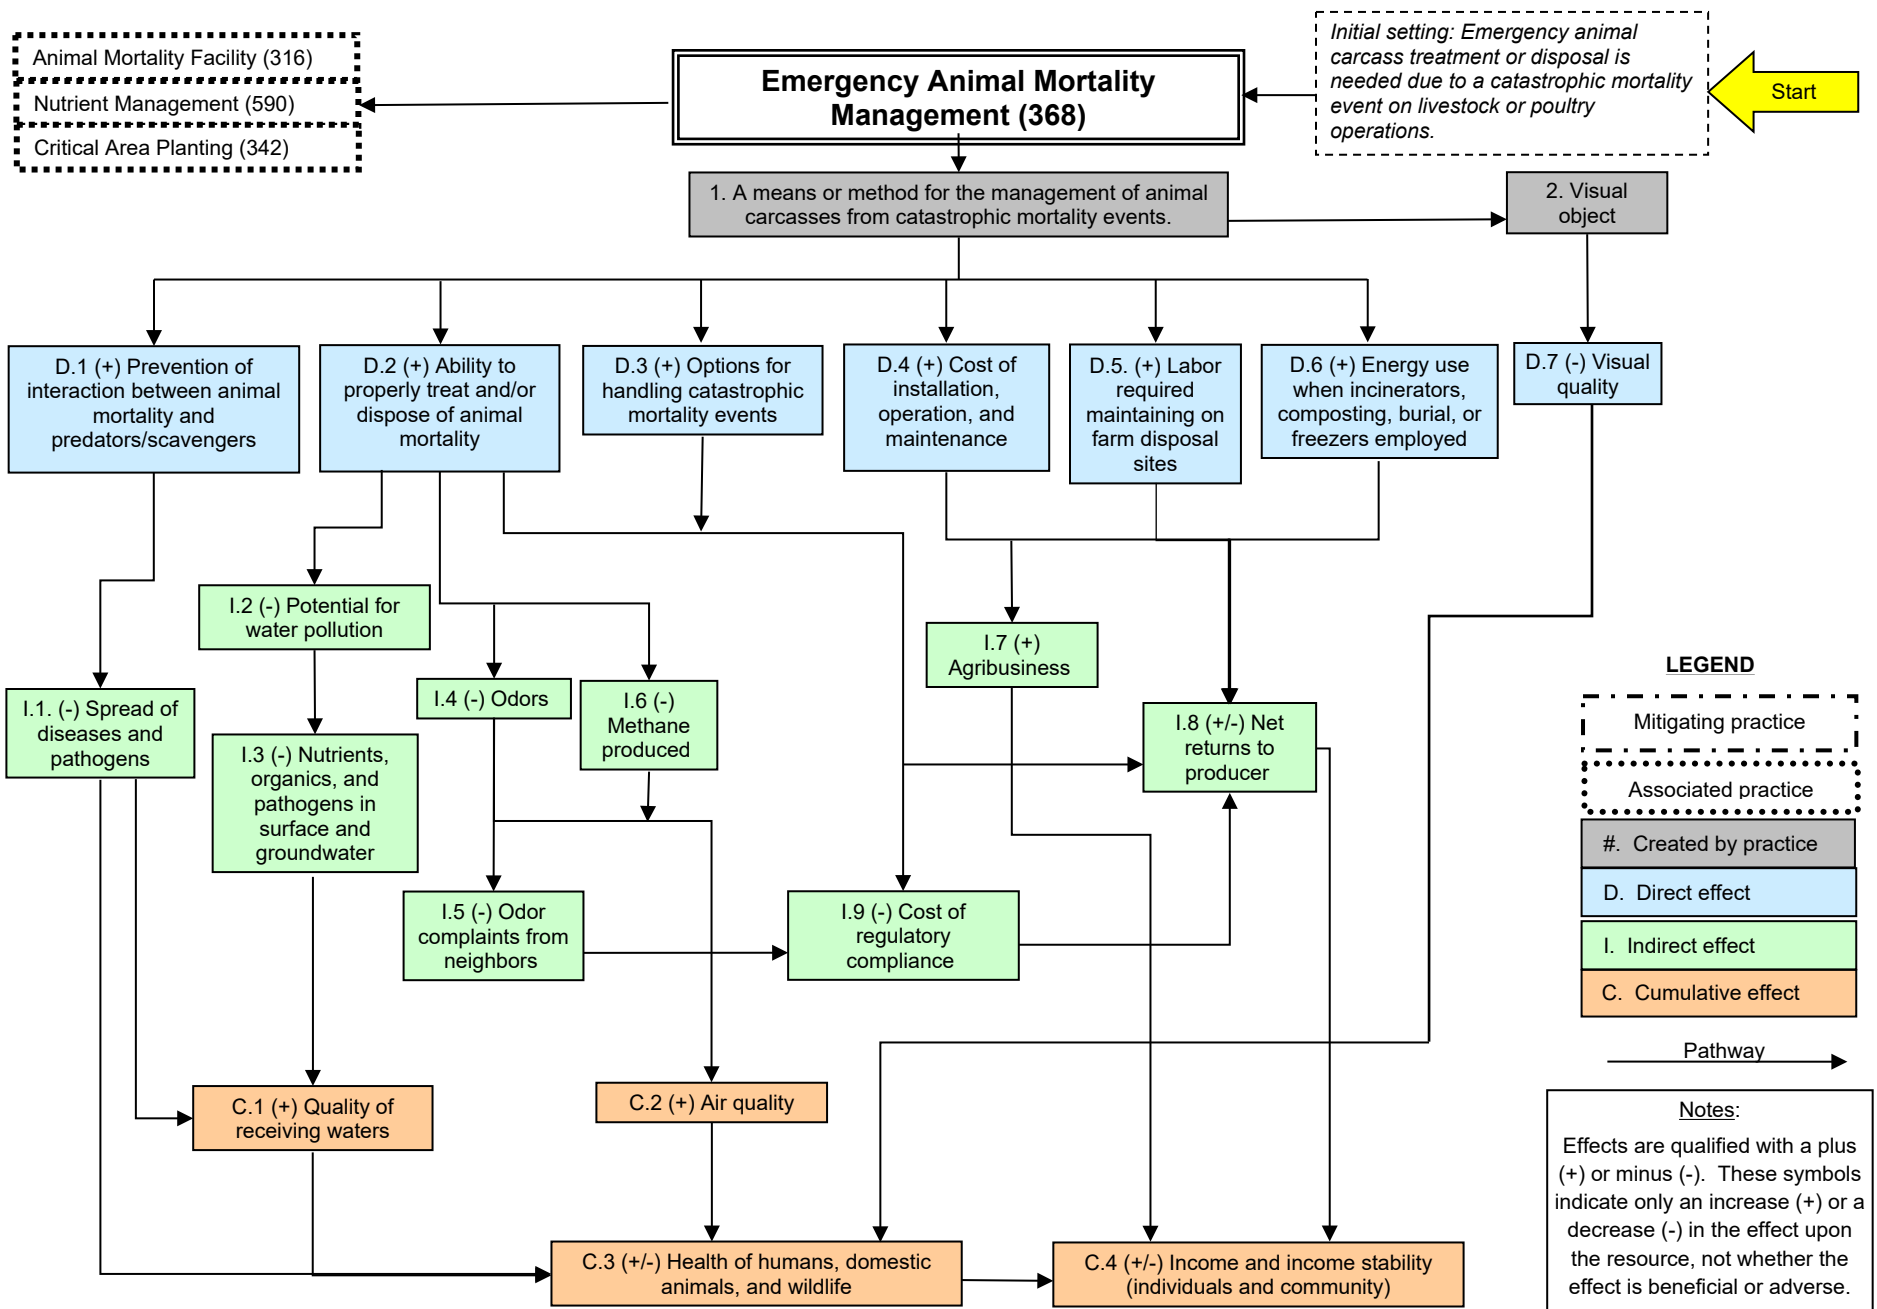 Animal Mortality Facility (316)
Nutrient Management (590)
Critical Area Planting (342)
Emergency Animal Mortality
Management (368)
Initial setting: Emergency animal
carcass treatment or disposal is
needed due to a catastrophic mortality
event on livestock or poultry
operations.
Start
1. A means or method for the management of animal
carcasses from catastrophic mortality events.
2. Visual
object
D.1 (+) Prevention of
interaction between animal
mortality and
predators/scavengers
D.2 (+) Ability to
properly treat and/or
dispose of animal
mortality
D.3 (+) Options for
handling catastrophic
mortality events
D.4 (+) Cost of
installation,
operation, and
maintenance
D.5. (+) Labor
required
maintaining on
farm disposal
sites
D.6 (+) Energy use
when incinerators,
composting, burial, or
freezers employed
D.7 (-) Visual
quality
I.2 (-) Potential for
water pollution
I.7 (+)
Agribusiness
I.1. (-) Spread of
diseases and
pathogens
I.3 (-) Nutrients,
organics, and
pathogens in
surface and
groundwater
I.4 (-) Odors
I.6 (-)
Methane
produced
I.8 (+/-) Net
returns to
producer
I.5 (-) Odor
complaints from
neighbors
I.9 (-) Cost of
regulatory
compliance
C.1 (+) Quality of
receiving waters
C.2 (+) Air quality
C.3 (+/-) Health of humans, domestic
animals, and wildlife
C.4 (+/-) Income and income stability
(individuals and community)
LEGEND
Mitigating practice
Associated practice
#. Created by practice
D. Direct effect
I. Indirect effect
C. Cumulative effect
Pathway
Notes:
Effects are qualified with a plus
(+) or minus (-). These symbols
indicate only an increase (+) or a
decrease (-) in the effect upon
the resource, not whether the
effect is beneficial or adverse.